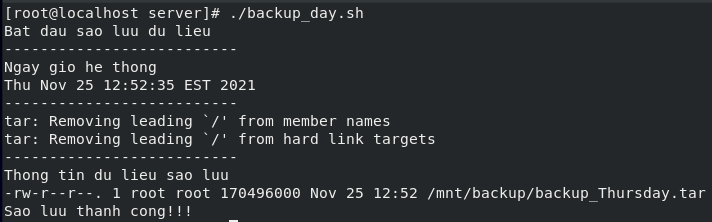 [root@localhost server]# ./backup_day.sh
Bat dau sao luu du lieu
--------------------------
Ngay gio he thong
Thu Nov 25 12:52:35 EST 2021
--------------------------
tar: Removing leading `/' from member names
tar: Removing leading `/' from hard link targets
--------------------------
Thong tin du lieu sao luu
-rw-r--r--. 1 root root 170496000 Nov 25 12:52 /mnt/backup/backup_Thursday.tar
Sao luu thanh cong!!!